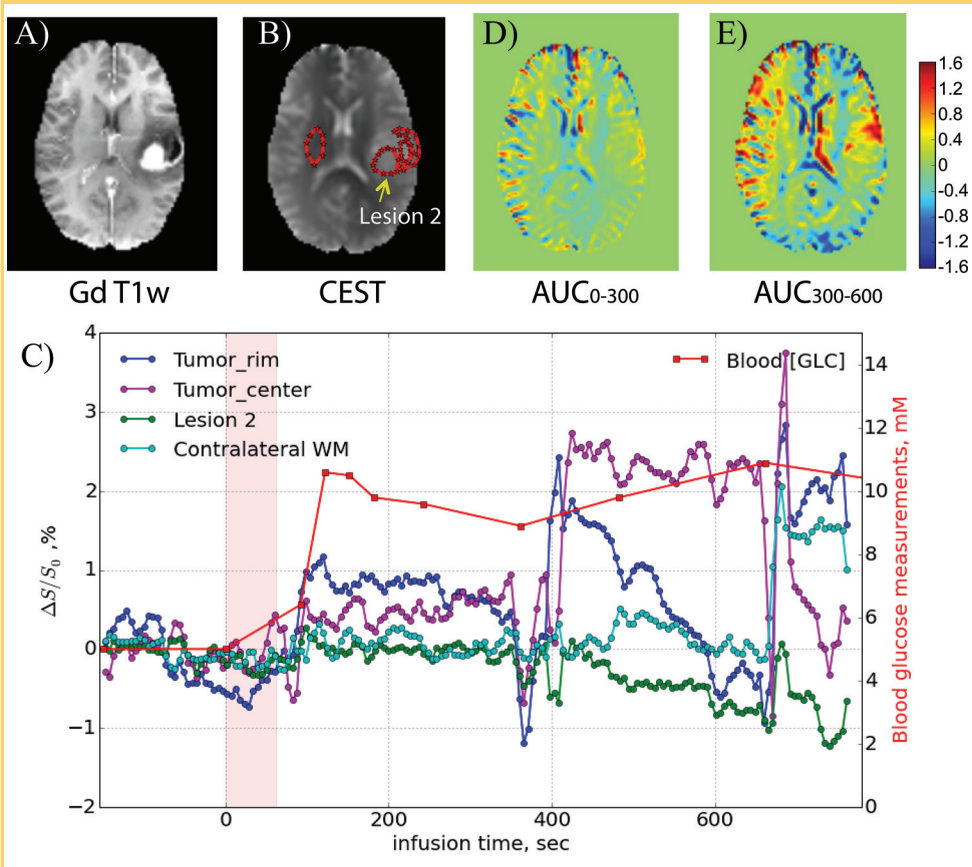 A)
B)
D)
E)
Lesion 2
1.6
1.2
0.8
0.4
0
-0.4
-0.8
-1.2
-1.6
Gd T1w
CEST
AUC0-300
AUC300-600
C)
Tumor_rim
Tumor_center
Lesion 2
Contralateral WM
Blood [GLC]
4
3
2
1
0
−1
−2
ΔS/S0 ,%
14
12
10
8
6
4
2
0
Blood glucose measurements, mM
0
200
400
600
infusion time, sec